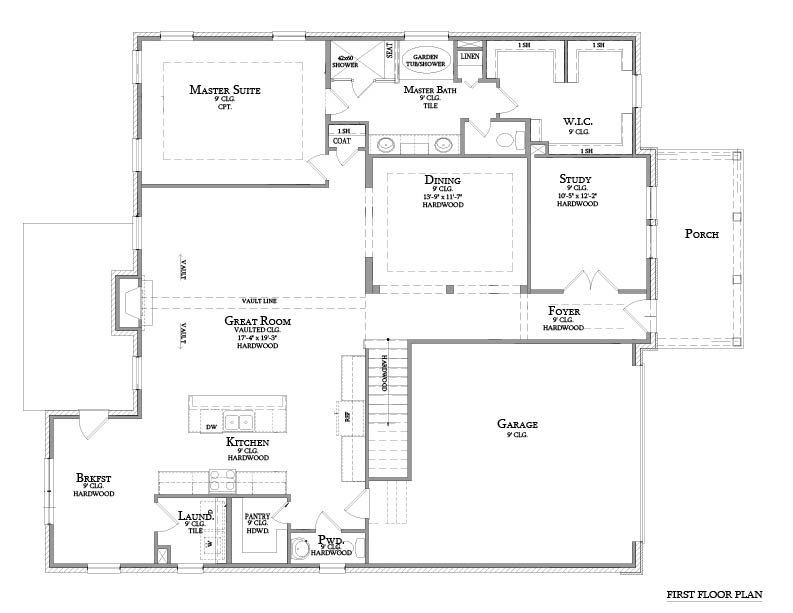 1 SH
1 SH
SEAT
42x60
SHOWER
GARDEN
TUB/SHOWER
LINEN
MASTER SUITE
9' CLG.
CPT.
MASTER BATH
9' CLG.
TILE
W.I.C.
9' CLG.
1 SH
COAT
1 SH
DINING
9' CLG.
13'-9" x 11'-7"
HARDWOOD
STUDY
9' CLG.
10'-5" x 12'-2"
HARDWOOD
PORCH
VAULT
VAULT LINE
VAULT
GREAT ROOM
VAULTED CLG.
17'-4" x 19'-3"
HARDWOOD
FOYER
9' CLG.
HARDWOOD
HARDWOOD
REF
DW
GARAGE
9' CLG.
KITCHEN
9' CLG.
HARDWOOD
BRKFST
9' CLG.
HARDWOOD
LAUND.
9' CLG.
TILE
D
W
PANTRY
9' CLG.
HDWD.
PWD.
9' CLG.
HARDWOOD
FIRST FLOOR PLAN